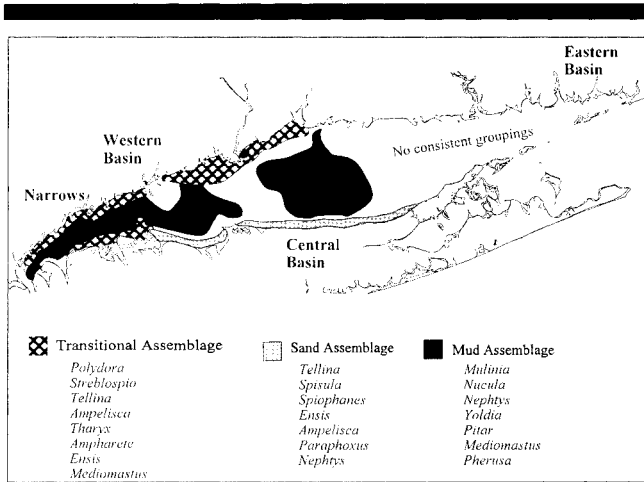 Eastern
Basin
Western
Basin
No consistent groupings
Narrows
Central
Basin
Transitional Assemblage
Polydora
Streblospio
Tellina
Ampelisca
Tharyx
Ampharete
Ensis
Mediomastus
Sand Assemblage
Tellina
Spisula
Spiophanes
Ensis
Ampelisca
Paraphoxus
Nephtys
Mud Assemblage
Mulinia
Nucula
Nephtys
Yoldia
Pitar
Mediomastus
Pherusa